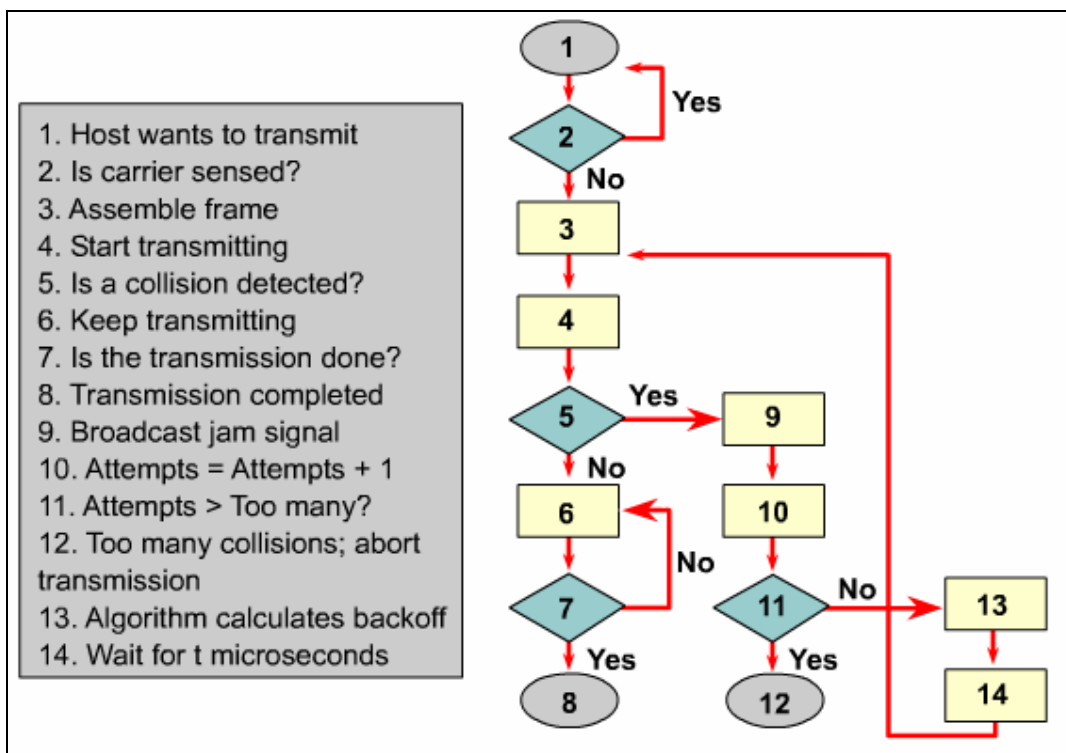 1. Host wants to transmit
2. Is carrier sensed?
3. Assemble frame
4. Start transmitting
5. Is a collision detected?
6. Keep transmitting
7. Is the transmission done?
8. Transmission completed
9. Broadcast jam signal
10. Attempts = Attempts + 1
11. Attempts > Too many?
12. Too many collisions; abort
transmission
13. Algorithm calculates backoff
14. Wait for t microseconds
1
Yes
2
No
3
4
5
Yes
9
No
6
10
No
7
11
No
13
Yes
Yes
14
8
12